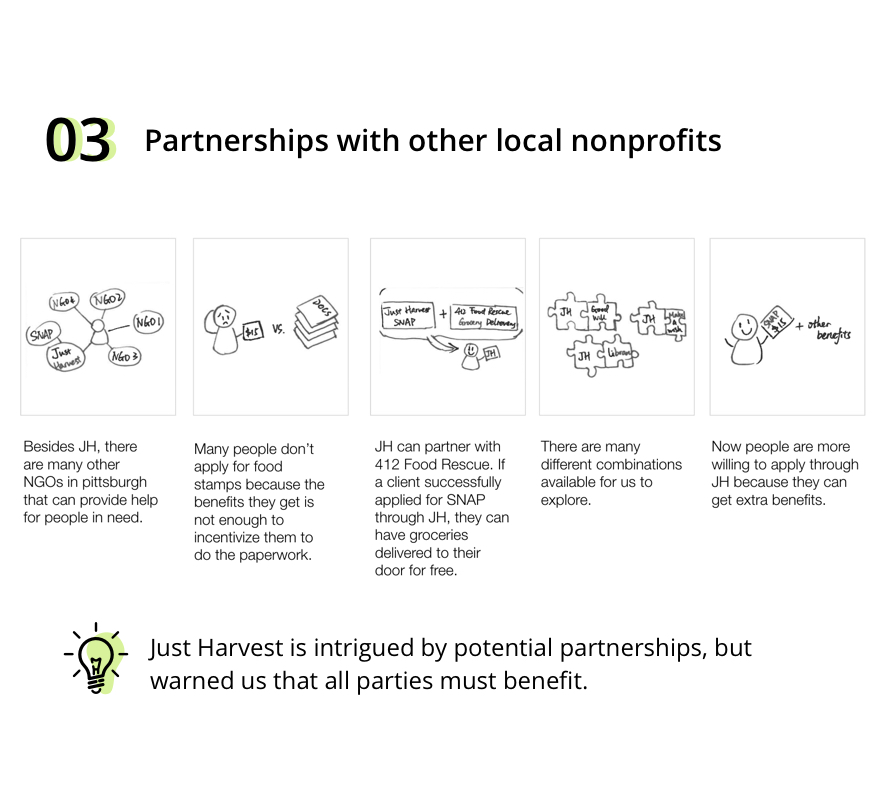 03
Partnerships with other local nonprofits
NGO4
NGO2
NGO1
SNAP
Just
Harvest
NGO3
$15
VS.
DOCS
Just Harvest
SNAP
+
412 Food Rescue
Grocery Delivery
JH
JH
Good
Will
JH
JH
Library
SNAP
$15
+ other
benefits
Besides JH, there
are many other
NGOs in pittsburgh
that can provide help
for people in need.
Many people don’t
apply for food
stamps because the
benefits they get is
not enough to
incentivize them to
do the paperwork.
JH can partner with
412 Food Rescue. If
a client successfully
applied for SNAP
through JH, they can
have groceries
delivered to their
door for free.
There are many
different combinations
available for us to
explore.
Now people are more
willing to apply through
JH because they can
get extra benefits.
Just Harvest is intrigued by potential partnerships, but
warned us that all parties must benefit.